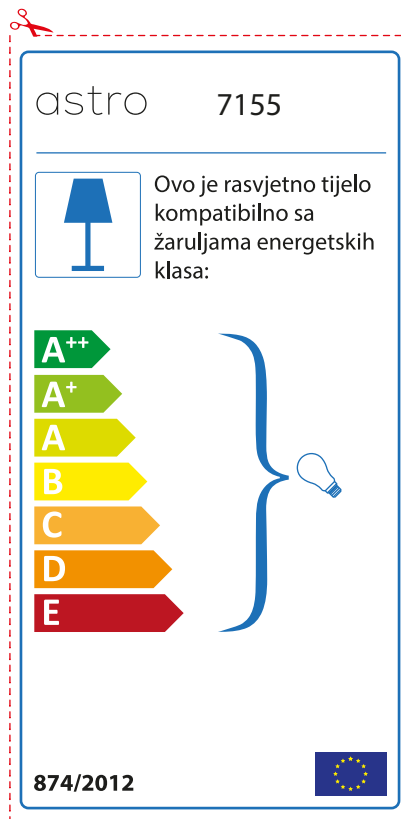 astro 7155
Ovo je rasvjetno tijelo
kompatibilno sa
žaruljama energetskih
klasa:
A++
A+
A
B
C
D
E
874/2012